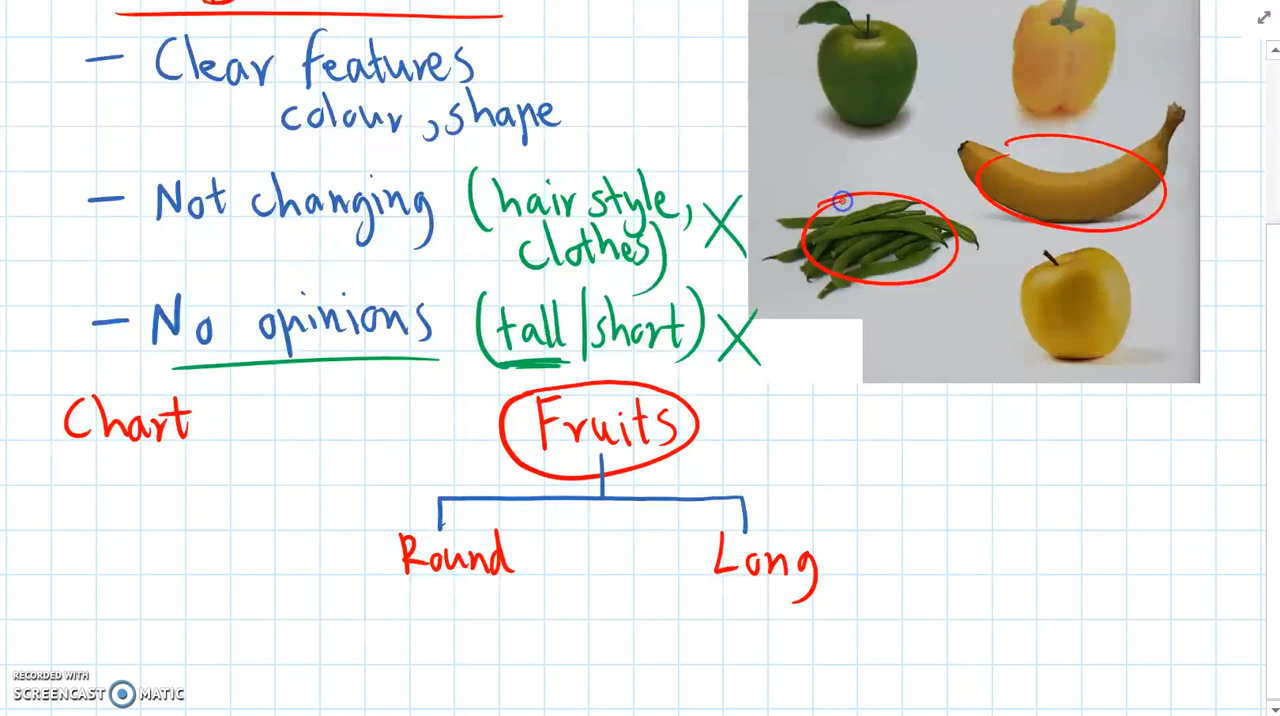 - Clear features
colour, shape
- Not changing (hair style, X
clothes)
- No opinions (tall/short) X
Chart
Fruits
Round Long
RECORDED WITH
SCREENCAST MATIC